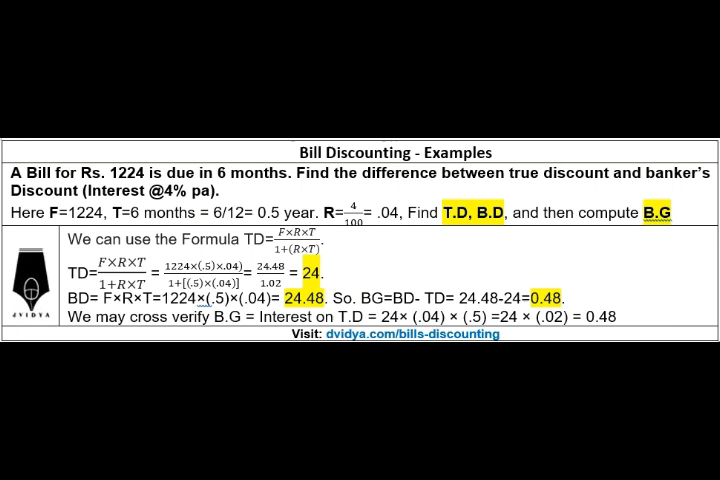 Bill Discounting - Examples
A Bill for Rs. 1224 is due in 6 months. Find the difference between true discount and banker's
Discount (Interest @4% pa).
Here F=1224, T=6 months = 6/12= 0.5 year. R=4/100= .04, Find T.D, B.D, and then compute B.G
We can use the Formula TD=F×R×T/1+(R×T).
TD=F×R×T/1+R×T = 1224×(.5)×.04)/1+[(.5)×(.04)]= 24.48/1.02 = 24.
BD= F×R×T=1224×(.5)×(.04)= 24.48. So. BG=BD- TD= 24.48-24=0.48.
We may cross verify B.G = Interest on T.D = 24× (.04) × (.5) =24 × (.02) = 0.48
DVIDYA
Visit: dvidya.com/bills-discounting